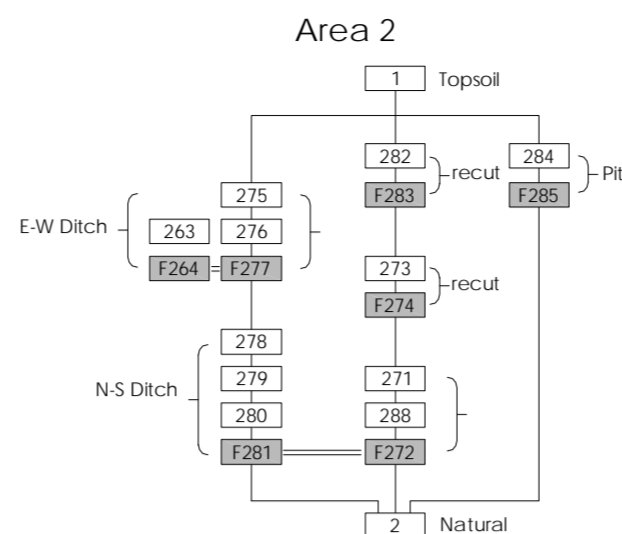 Area 2
1 Topsoil
282 284
recut Pit
F283 F285
275
E-W Ditch
263 276
F264 F277
273
recut
F274
278
279 271
N-S Ditch
280 288
F281 F272
2 Natural